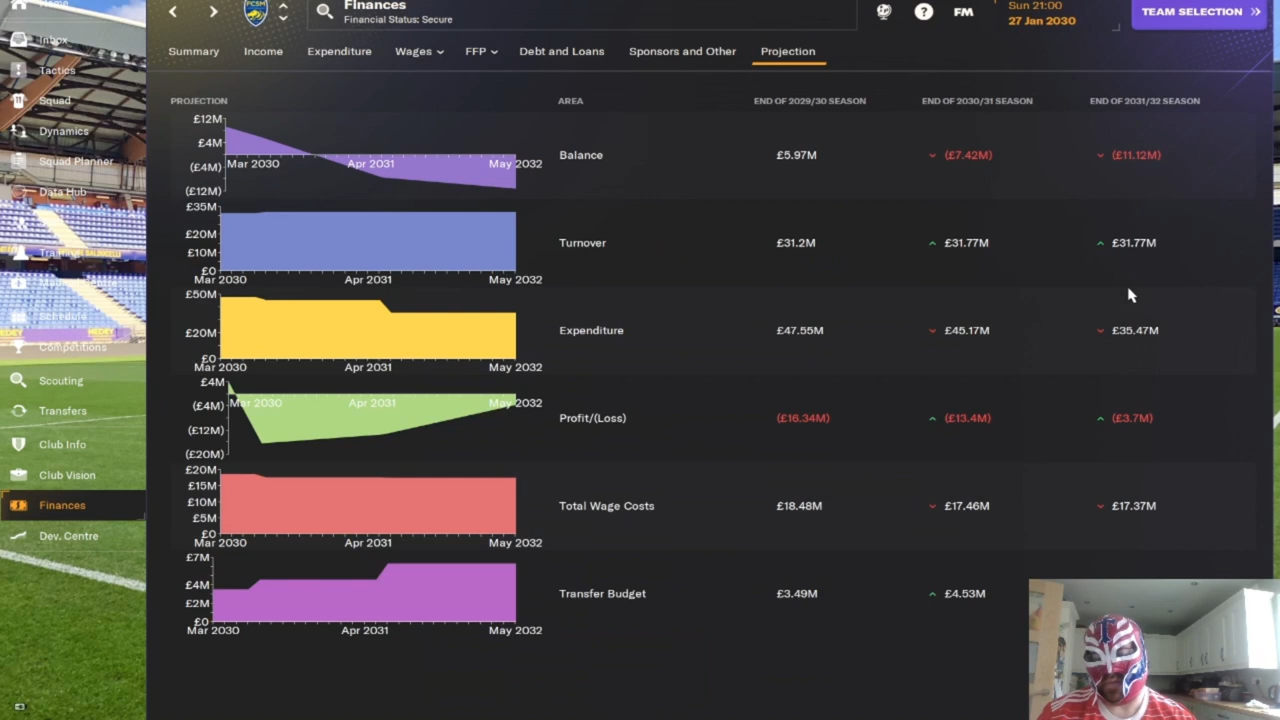 Home
FCSM
Finances
Financial Status: Secure
?
FM
Sun 21:00
27 Jan 2030
TEAM SELECTION
Summary
Income
Expenditure
Wages
FFP
Debt and Loans
Sponsors and Other
Projection
Inbox
Tactics
Squad
Dynamics
Squad Planner
Data Hub
Schedule
Competitions
Scouting
Transfers
Club Info
Club Vision
Finances
Dev. Centre
PROJECTION
AREA
END OF 2029/30 SEASON
END OF 2030/31 SEASON
END OF 2031/32 SEASON
£12M
£4M
(£4M)
(£12M)
Mar 2030
Apr 2031
May 2032
Balance
£5.97M
(£7.42M)
(£11.12M)
£35M
£20M
£10M
£0
Mar 2030
Apr 2031
May 2032
Turnover
£31.2M
£31.77M
£31.77M
£50M
£20M
£0
Mar 2030
Apr 2031
May 2032
Expenditure
£47.55M
£45.17M
£35.47M
£4M
(£4M)
(£12M)
(£20M)
Mar 2030
Apr 2031
May 2032
Profit/(Loss)
(£16.34M)
(£13.4M)
(£3.7M)
£20M
£15M
£10M
£5M
£0
Mar 2030
Apr 2031
May 2032
Total Wage Costs
£18.48M
£17.46M
£17.37M
£7M
£4M
£2M
£0
Mar 2030
Apr 2031
May 2032
Transfer Budget
£3.49M
£4.53M